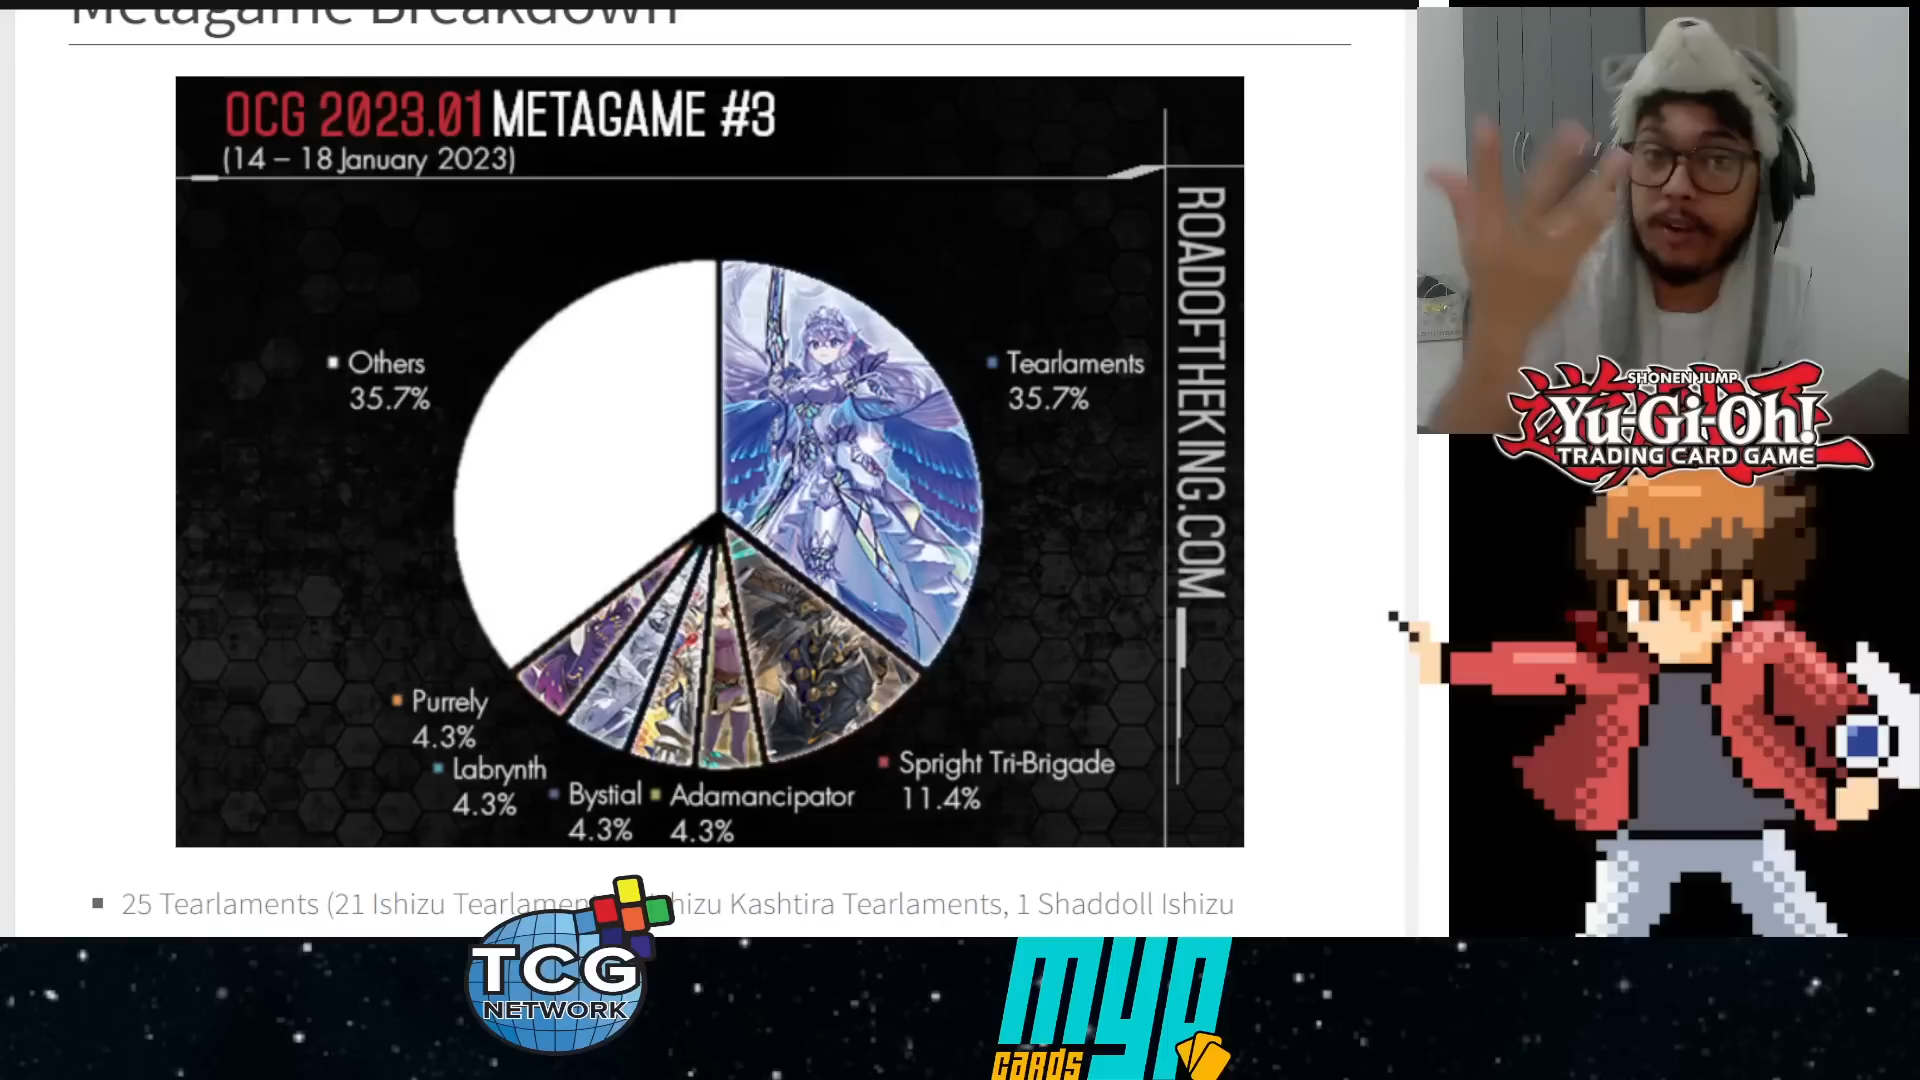 Metagame Breakdown
OCG 2023.01 METAGAME #3
(14 – 18 January 2023)
ROADOFTHEKING.COM
Others
35.7%
Tearlaments
35.7%
Purrely
4.3%
Labrynth
4.3%
Bystial
4.3%
Adamancipator
4.3%
Spright Tri-Brigade
11.4%
25 Tearlaments (21 Ishizu Kashtira Tearlaments, 1 Shaddoll Ishizu
SHONEN JUMP
Yu-Gi-Oh!
TRADING CARD GAME
TCG
NETWORK
myp
CARDS